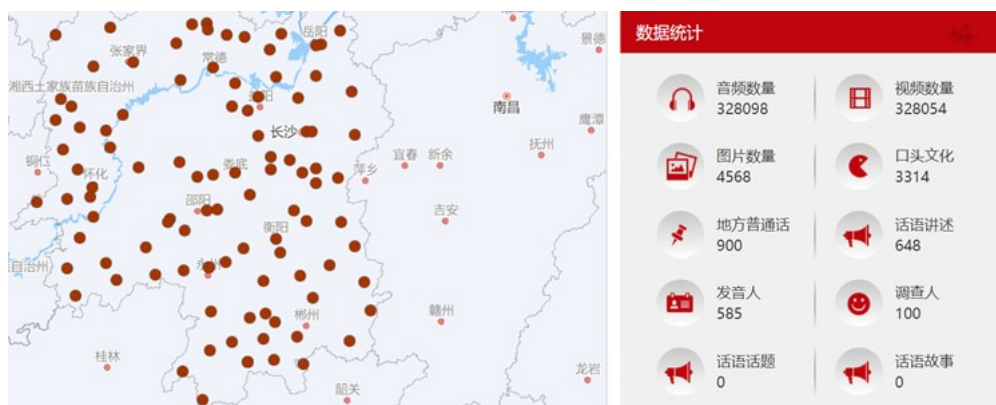 岳阳
景德
张家界
常德
湘西土家族苗族自治州
益阳
南昌
鹰潭
长沙
抚州
铜仁
怀化
娄底
萍乡
宜春
新余
邵阳
衡阳
吉安
自治州
永州
郴州
赣州
桂林
韶关
龙岩
数据统计
音频数量
328098
视频数量
328054
图片数量
4568
口头文化
3314
地方普通话
900
话语讲述
648
发音人
585
调查人
100
话语话题
0
话语故事
0